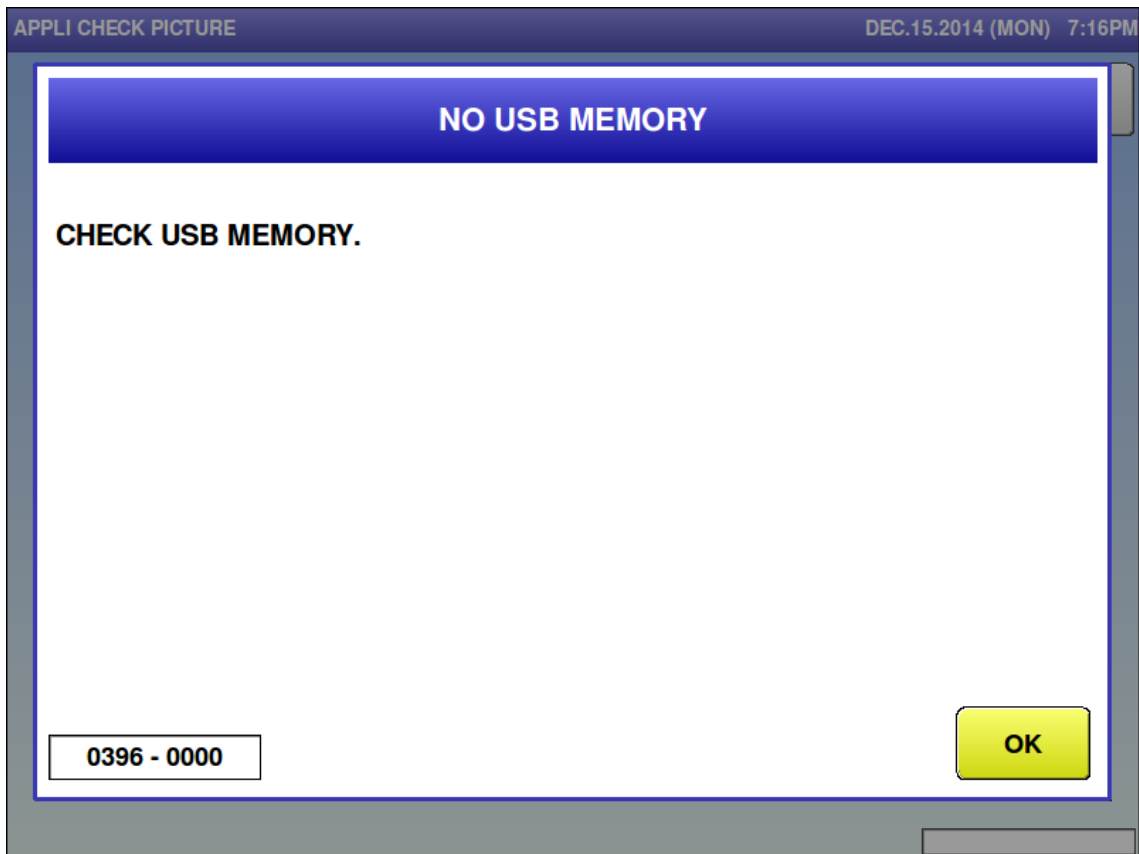 APPLI CHECK PICTURE DEC.15.2014 (MON) 7:16PM
NO USB MEMORY
CHECK USB MEMORY.
0396 - 0000
OK